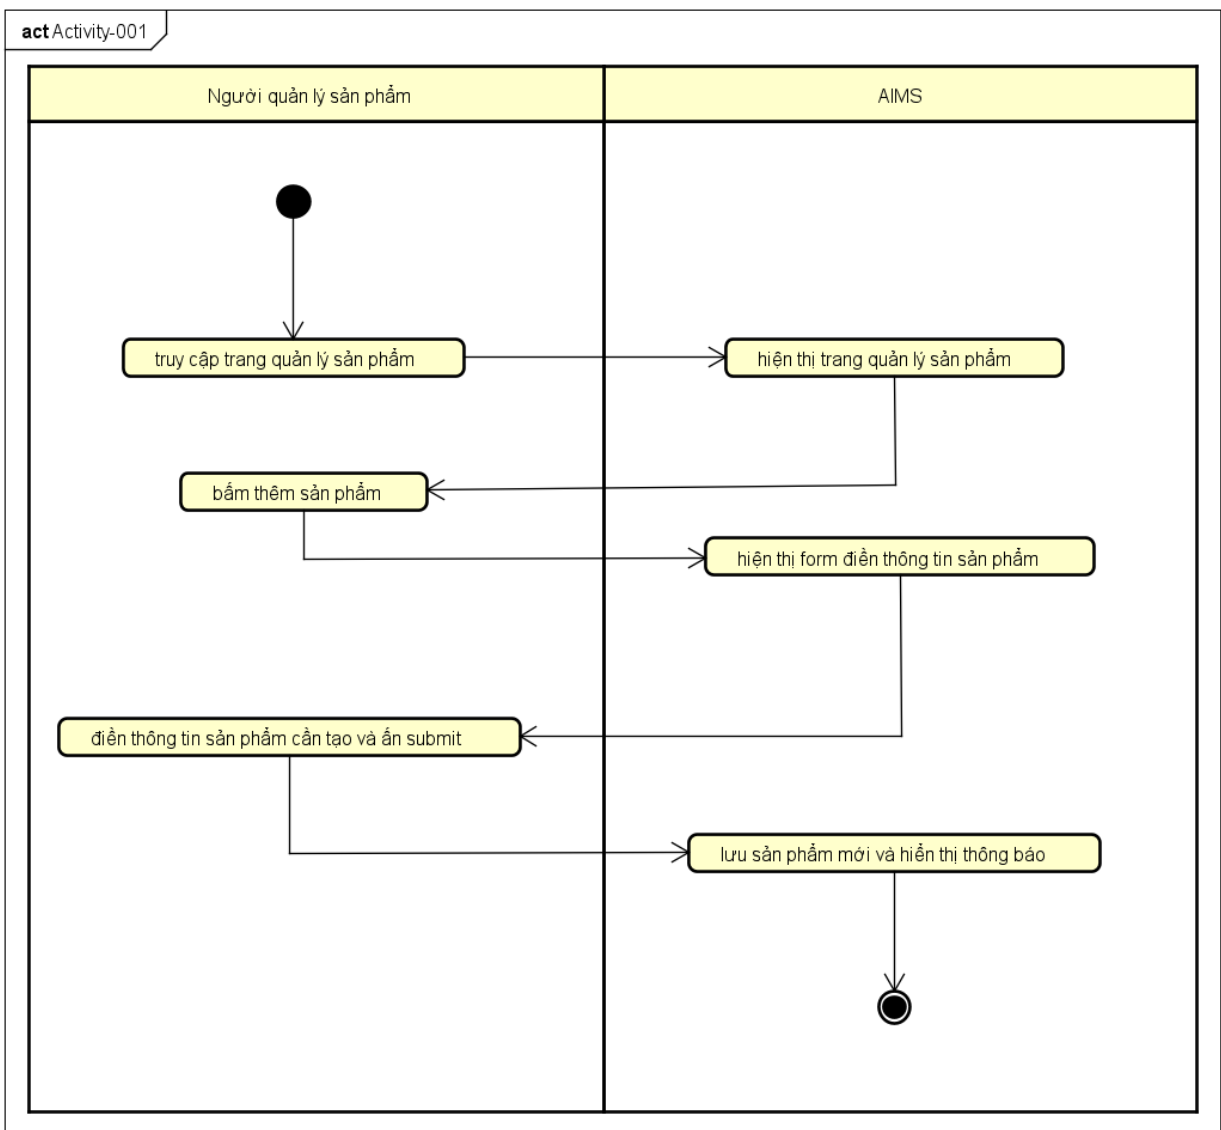 act Activity-001
Người quản lý sản phẩm
AIMS
truy cập trang quản lý sản phẩm
hiện thị trang quản lý sản phẩm
bấm thêm sản phẩm
hiện thị form điền thông tin sản phẩm
điền thông tin sản phẩm cần tạo và ấn submit
lưu sản phẩm mới và hiển thị thông báo